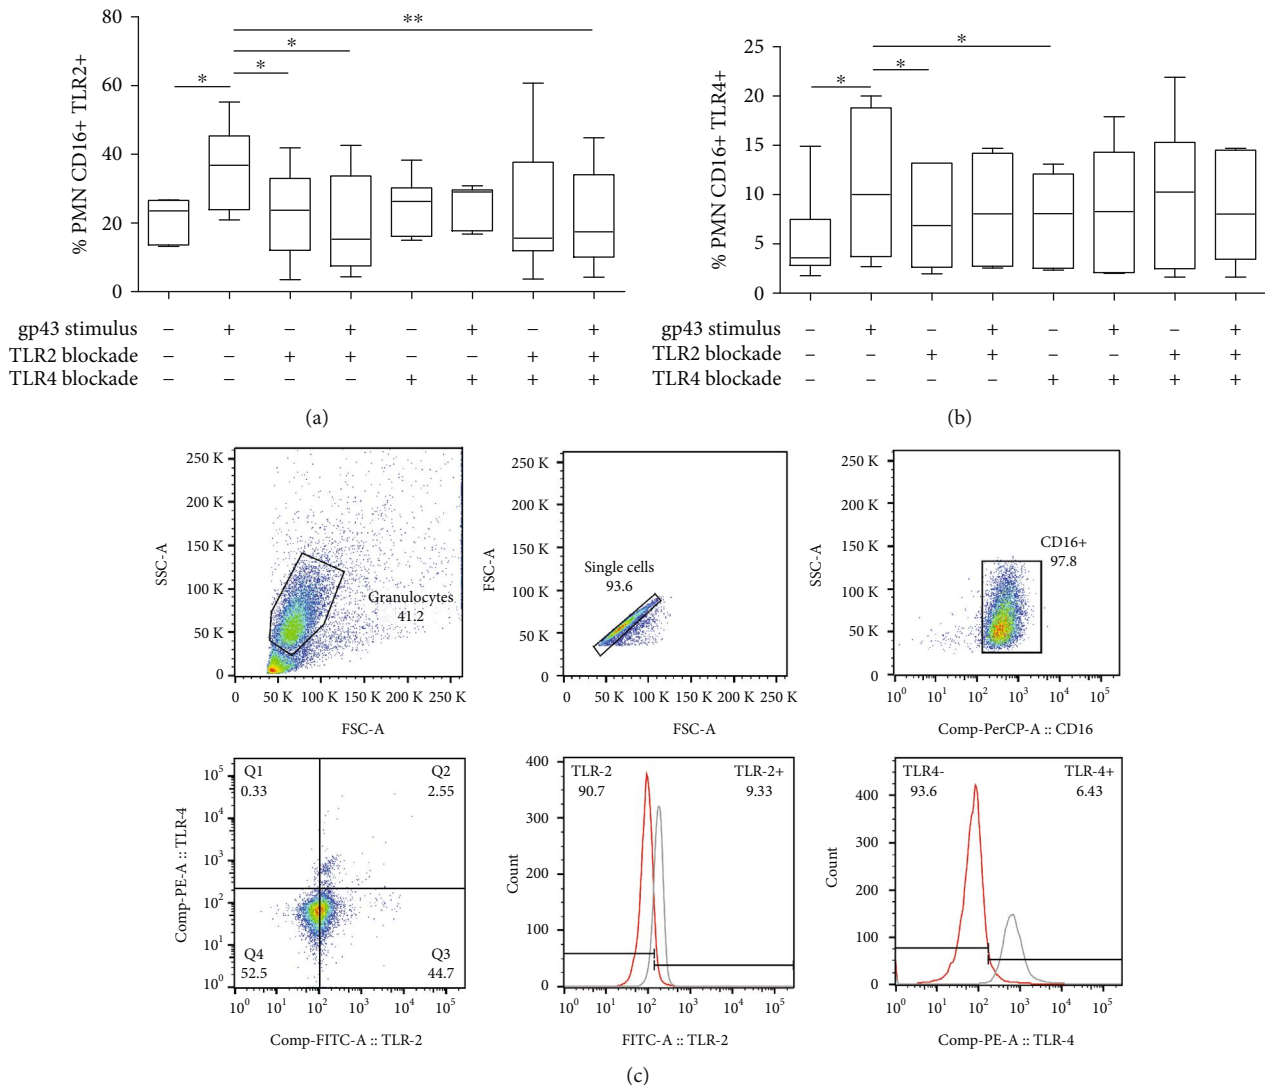 80
60
40
20
0
% PMN CD16+ TLR2+
* * * **
gp43 stimulus − + − + − + − +
TLR2 blockade − − + + − − + +
TLR4 blockade − − − − + + + +
(a)
25
20
15
10
5
0
% PMN CD16+ TLR4+
* * *
gp43 stimulus − + − + − + − +
TLR2 blockade − − + + − − + +
TLR4 blockade − − − − + + + +
(b)
250 K
200 K
150 K
100 K
50 K
0
SSC-A
Granulocytes
41.2
0 50 K 100 K 150 K 200 K 250 K
FSC-A
250 K
200 K
150 K
100 K
50 K
0
FSC-A
Single cells
93.6
0 50 K 100 K 150 K 200 K 250 K
FSC-A
250 K
200 K
150 K
100 K
50 K
0
SSC-A
CD16+
97.8
10⁰ 10¹ 10² 10³ 10⁴ 10⁵
Comp-PerCP-A :: CD16
10⁵
10⁴
10³
10²
10¹
10⁰
Comp-PE-A :: TLR-4
Q1 Q2
0.33 2.55
Q4 Q3
52.5 44.7
10⁰ 10¹ 10² 10³ 10⁴ 10⁵
Comp-FITC-A :: TLR-2
400
300
200
100
0
Count
TLR-2 TLR-2+
90.7 9.33
10⁰ 10¹ 10² 10³ 10⁴ 10⁵
FITC-A :: TLR-2
400
300
200
100
0
Count
TLR4- TLR-4+
93.6 6.43
10⁰ 10¹ 10² 10³ 10⁴ 10⁵
Comp-PE-A :: TLR-4
(c)